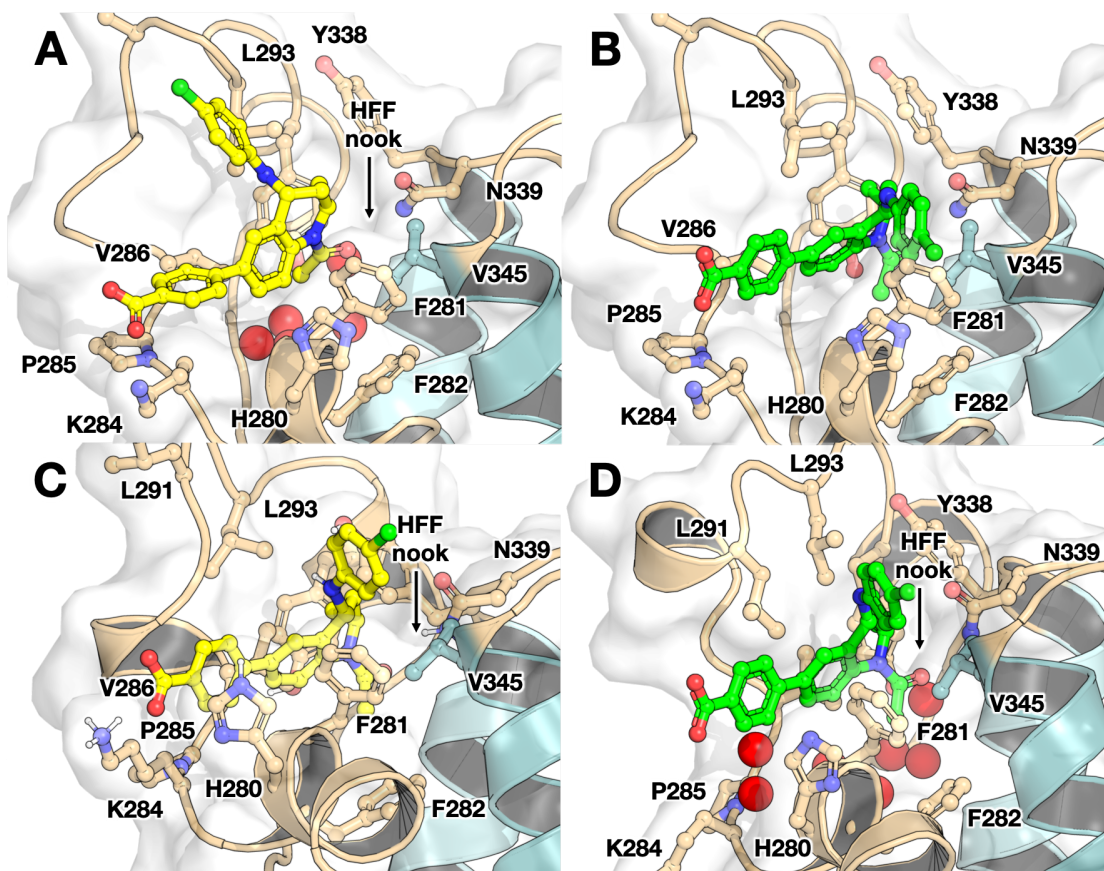 A
L293
Y338
HFF
nook
N339
V286
V345
F281
P285
F282
K284
H280
B
L293
Y338
N339
V286
V345
P285
F281
K284
H280
F282
C
L291
L293
HFF
nook
N339
V286
V345
P285
F281
K284
H280
F282
D
L293
L291
Y338
HFF
nook
N339
V345
F281
P285
K284
H280
F282